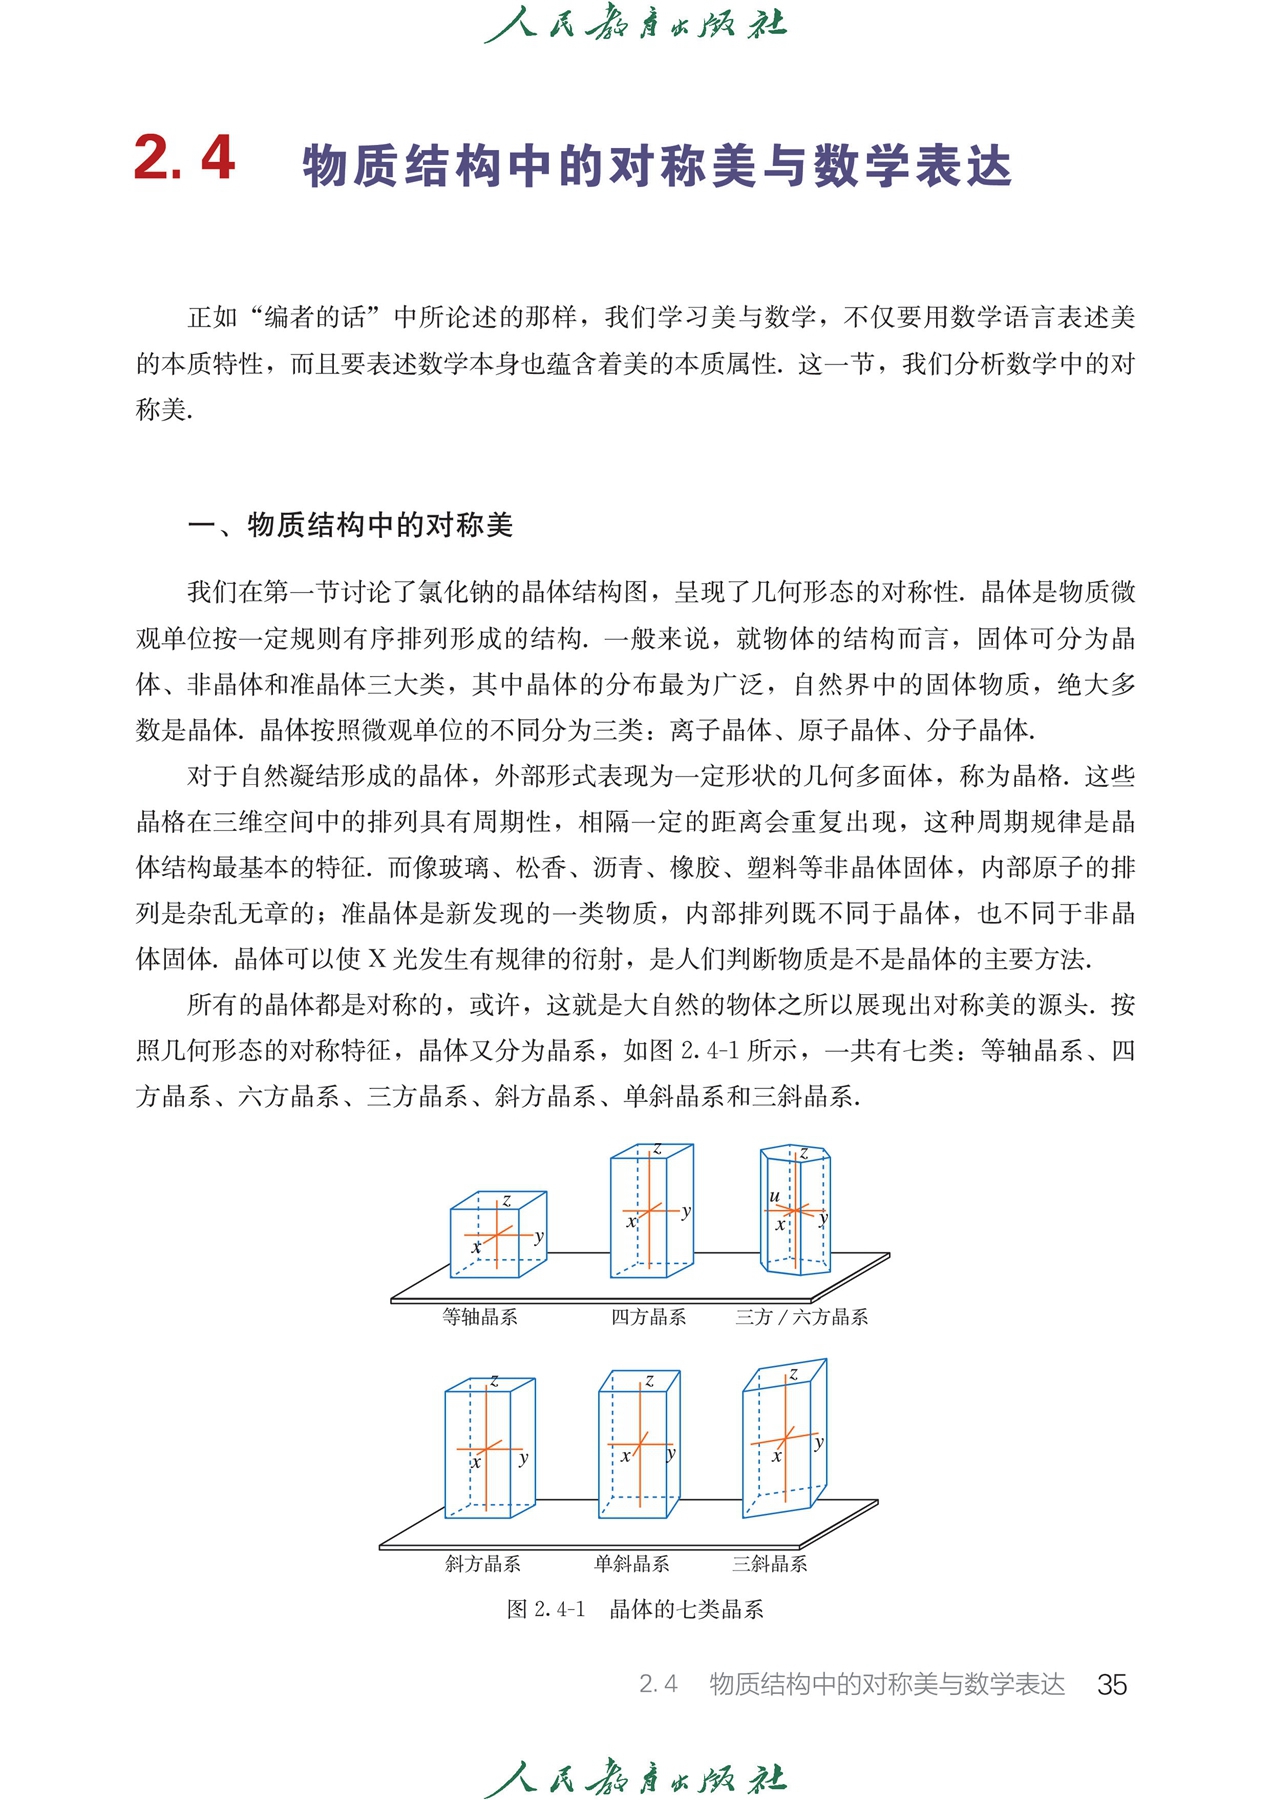 人民教育出版社
2.4 物质结构中的对称美与数学表达
正如“编者的话”中所论述的那样，我们学习美与数学，不仅要用数学语言表述美
的本质特性，而且要表述数学本身也蕴含着美的本质属性. 这一节，我们分析数学中的对
称美.
一、物质结构中的对称美
我们在第一节讨论了氯化钠的晶体结构图，呈现了几何形态的对称性. 晶体是物质微
观单位按一定规则有序排列形成的结构. 一般来说，就物体的结构而言，固体可分为晶
体、非晶体和准晶体三大类，其中晶体的分布最为广泛，自然界中的固体物质，绝大多
数是晶体. 晶体按照微观单位的不同分为三类：离子晶体、原子晶体、分子晶体.
对于自然凝结形成的晶体，外部形式表现为一定形状的几何多面体，称为晶格. 这些
晶格在三维空间中的排列具有周期性，相隔一定的距离会重复出现，这种周期规律是晶
体结构最基本的特征. 而像玻璃、松香、沥青、橡胶、塑料等非晶体固体，内部原子的排
列是杂乱无章的；准晶体是新发现的一类物质，内部排列既不同于晶体，也不同于非晶
体固体. 晶体可以使 X 光发生有规律的衍射，是人们判断物质是不是晶体的主要方法.
所有的晶体都是对称的，或许，这就是大自然的物体之所以展现出对称美的源头. 按
照几何形态的对称特征，晶体又分为晶系，如图 2.4-1 所示，一共有七类：等轴晶系、四
方晶系、六方晶系、三方晶系、斜方晶系、单斜晶系和三斜晶系.
z x y
z x y
z u x y
等轴晶系 四方晶系 三方/六方晶系
z x y
z x y
z x y
斜方晶系 单斜晶系 三斜晶系
图 2.4-1 晶体的七类晶系
2.4 物质结构中的对称美与数学表达 35
人民教育出版社